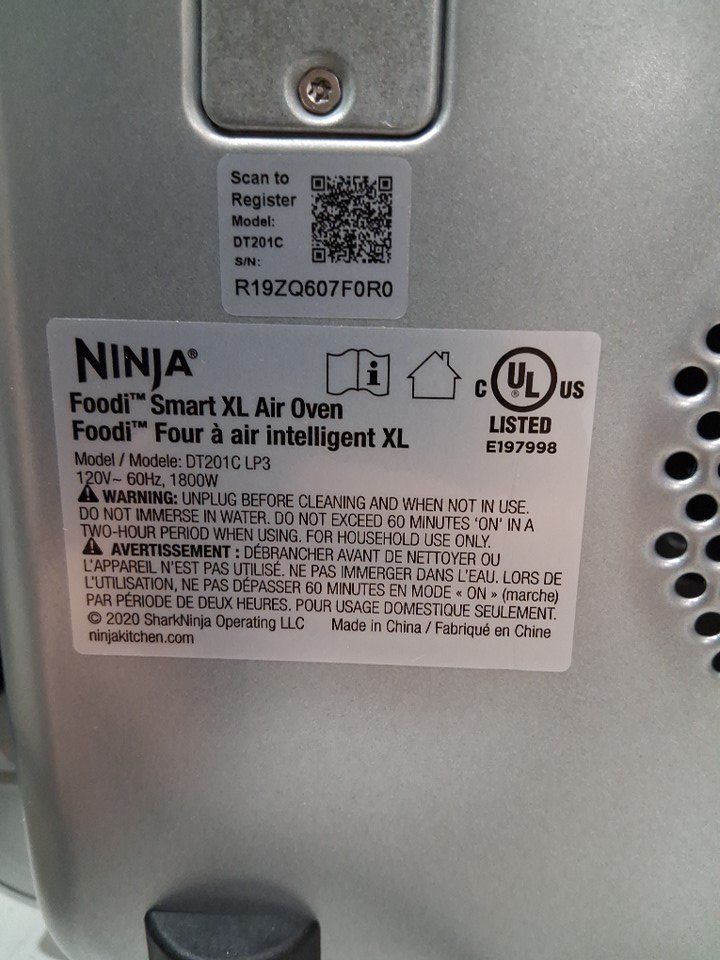 Scan to
Register
Model:
DT201C
S/N:
R19ZQ607F0R0
NINJA®
Foodi™ Smart XL Air Oven
Foodi™ Four à air intelligent XL
C UL® US
LISTED
E197998
Model / Modele: DT201C LP3
120V~ 60Hz, 1800W
⚠ WARNING: UNPLUG BEFORE CLEANING AND WHEN NOT IN USE.
DO NOT IMMERSE IN WATER. DO NOT EXCEED 60 MINUTES 'ON' IN A
TWO-HOUR PERIOD WHEN USING. FOR HOUSEHOLD USE ONLY.
⚠ AVERTISSEMENT : DÉBRANCHER AVANT DE NETTOYER OU
L'APPAREIL N'EST PAS UTILISÉ. NE PAS IMMERGER DANS L'EAU. LORS DE
L'UTILISATION, NE PAS DÉPASSER 60 MINUTES EN MODE « ON » (marche)
PAR PÉRIODE DE DEUX HEURES. POUR USAGE DOMESTIQUE SEULEMENT.
© 2020 SharkNinja Operating LLC Made in China / Fabriqué en Chine
ninjakitchen.com